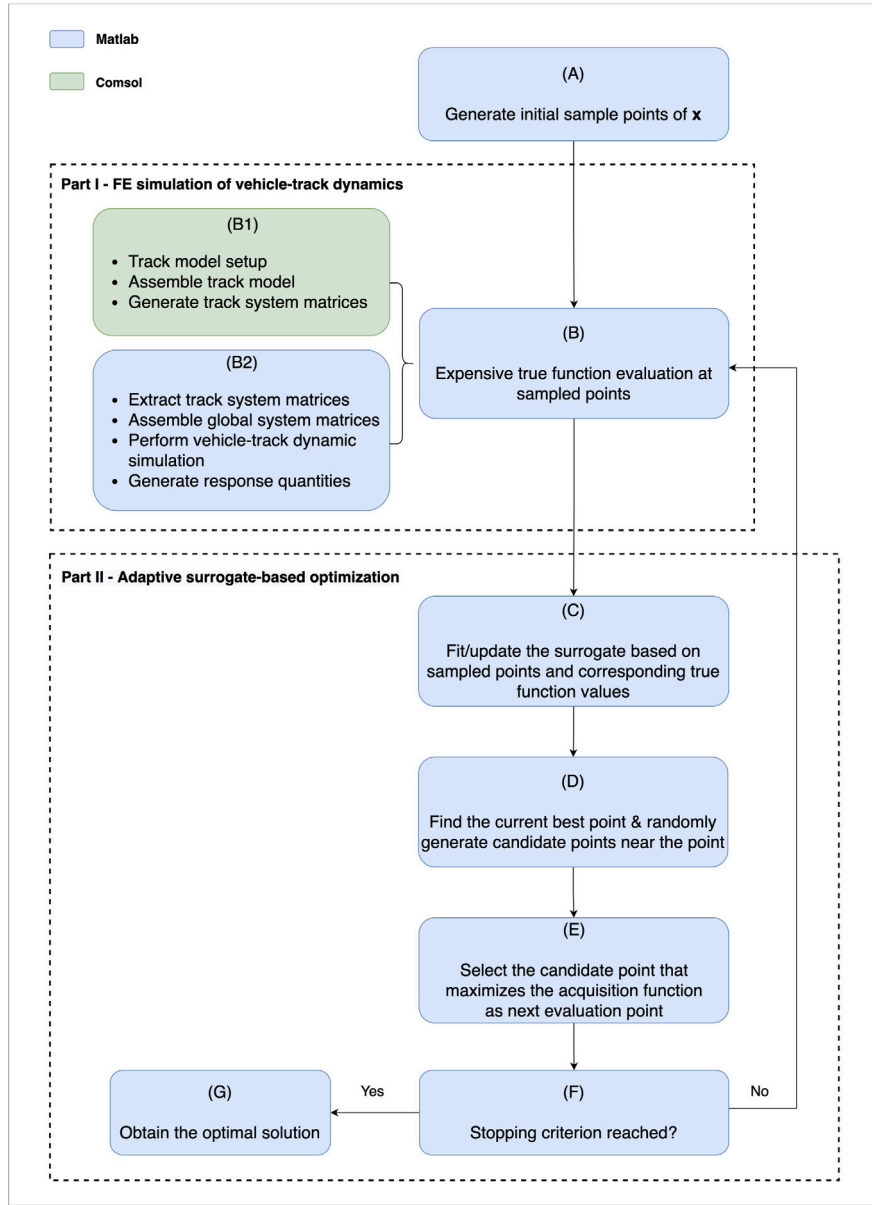 Matlab
Comsol
(A)
Generate initial sample points of x
Part I - FE simulation of vehicle-track dynamics
(B1)
• Track model setup
• Assemble track model
• Generate track system matrices
(B2)
• Extract track system matrices
• Assemble global system matrices
• Perform vehicle-track dynamic
simulation
• Generate response quantities
(B)
Expensive true function evaluation at
sampled points
Part II - Adaptive surrogate-based optimization
(C)
Fit/update the surrogate based on
sampled points and corresponding true
function values
(D)
Find the current best point & randomly
generate candidate points near the point
(E)
Select the candidate point that
maximizes the acquisition function
as next evaluation point
(F)
Stopping criterion reached?
Yes
No
(G)
Obtain the optimal solution